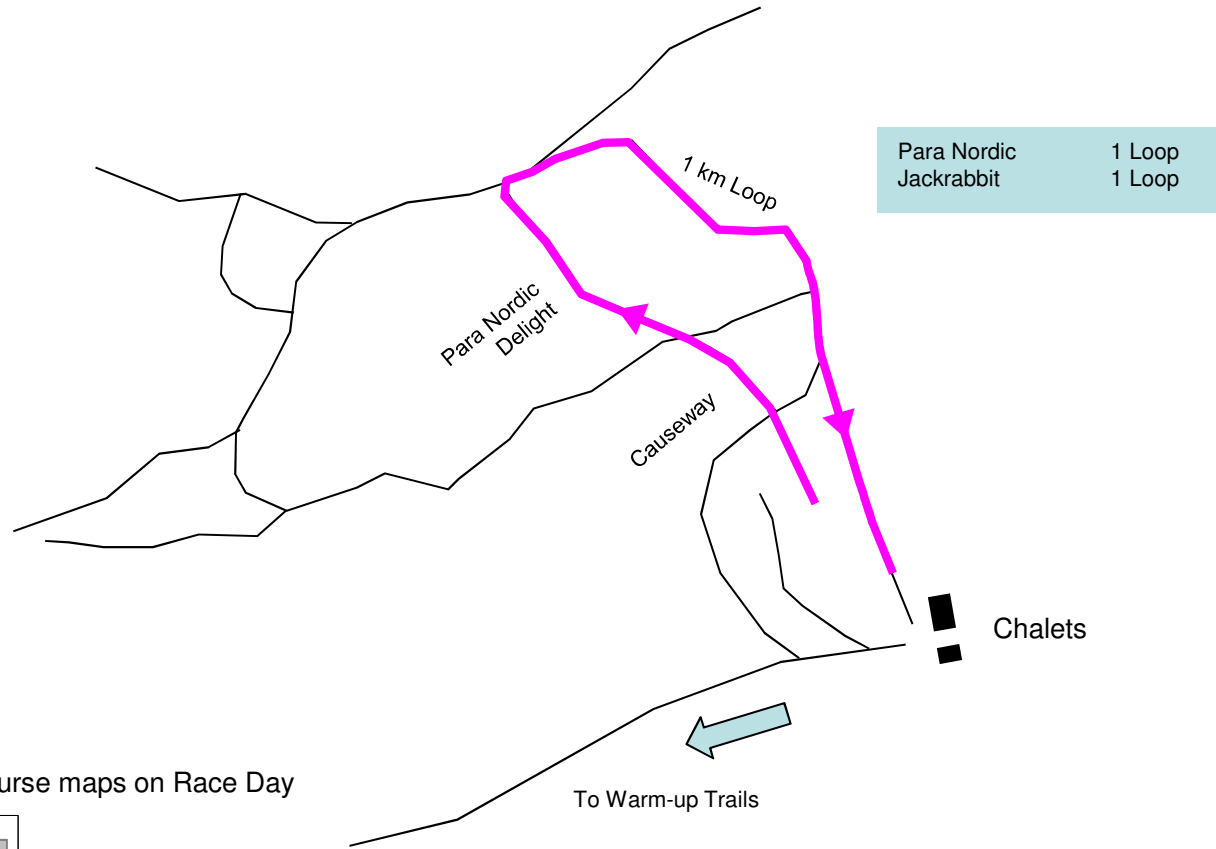 1 km Loop
Para Nordic 1 Loop
Jackrabbit 1 Loop
Para Nordic
Delight
Causeway
Chalets
maps on Race Day
To Warm-up Trails